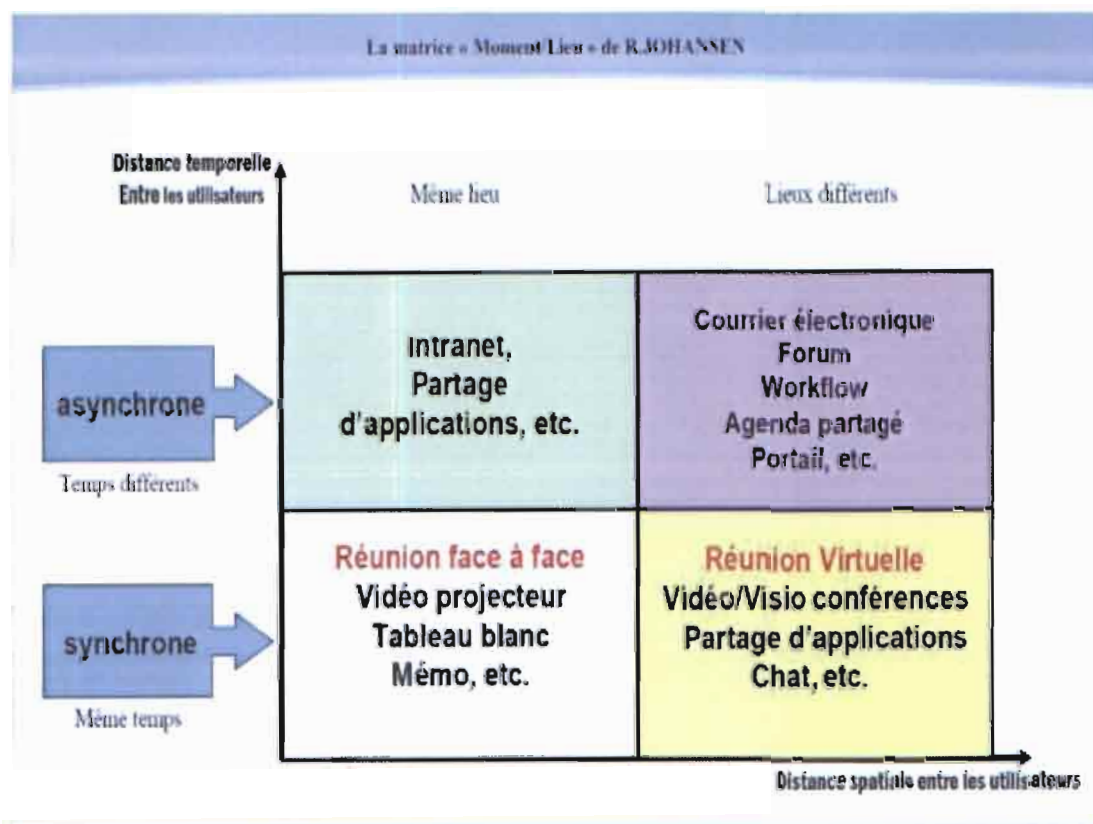 La matrice « Moment/Lieu » de R.JOHANSEN
Distance temporelle
Entre les utilisateurs
Même lieu
Lieux différents
asynchrone
Temps différents
Intranet,
Partage
d'applications, etc.
Courrier électronique
Forum
Workflow
Agenda partagé
Portail, etc.
synchrone
Même temps
Réunion face à face
Vidéo projecteur
Tableau blanc
Mémo, etc.
Réunion Virtuelle
Vidéo/Visio conférences
Partage d'applications
Chat, etc.
Distance spatiale entre les utilisateurs